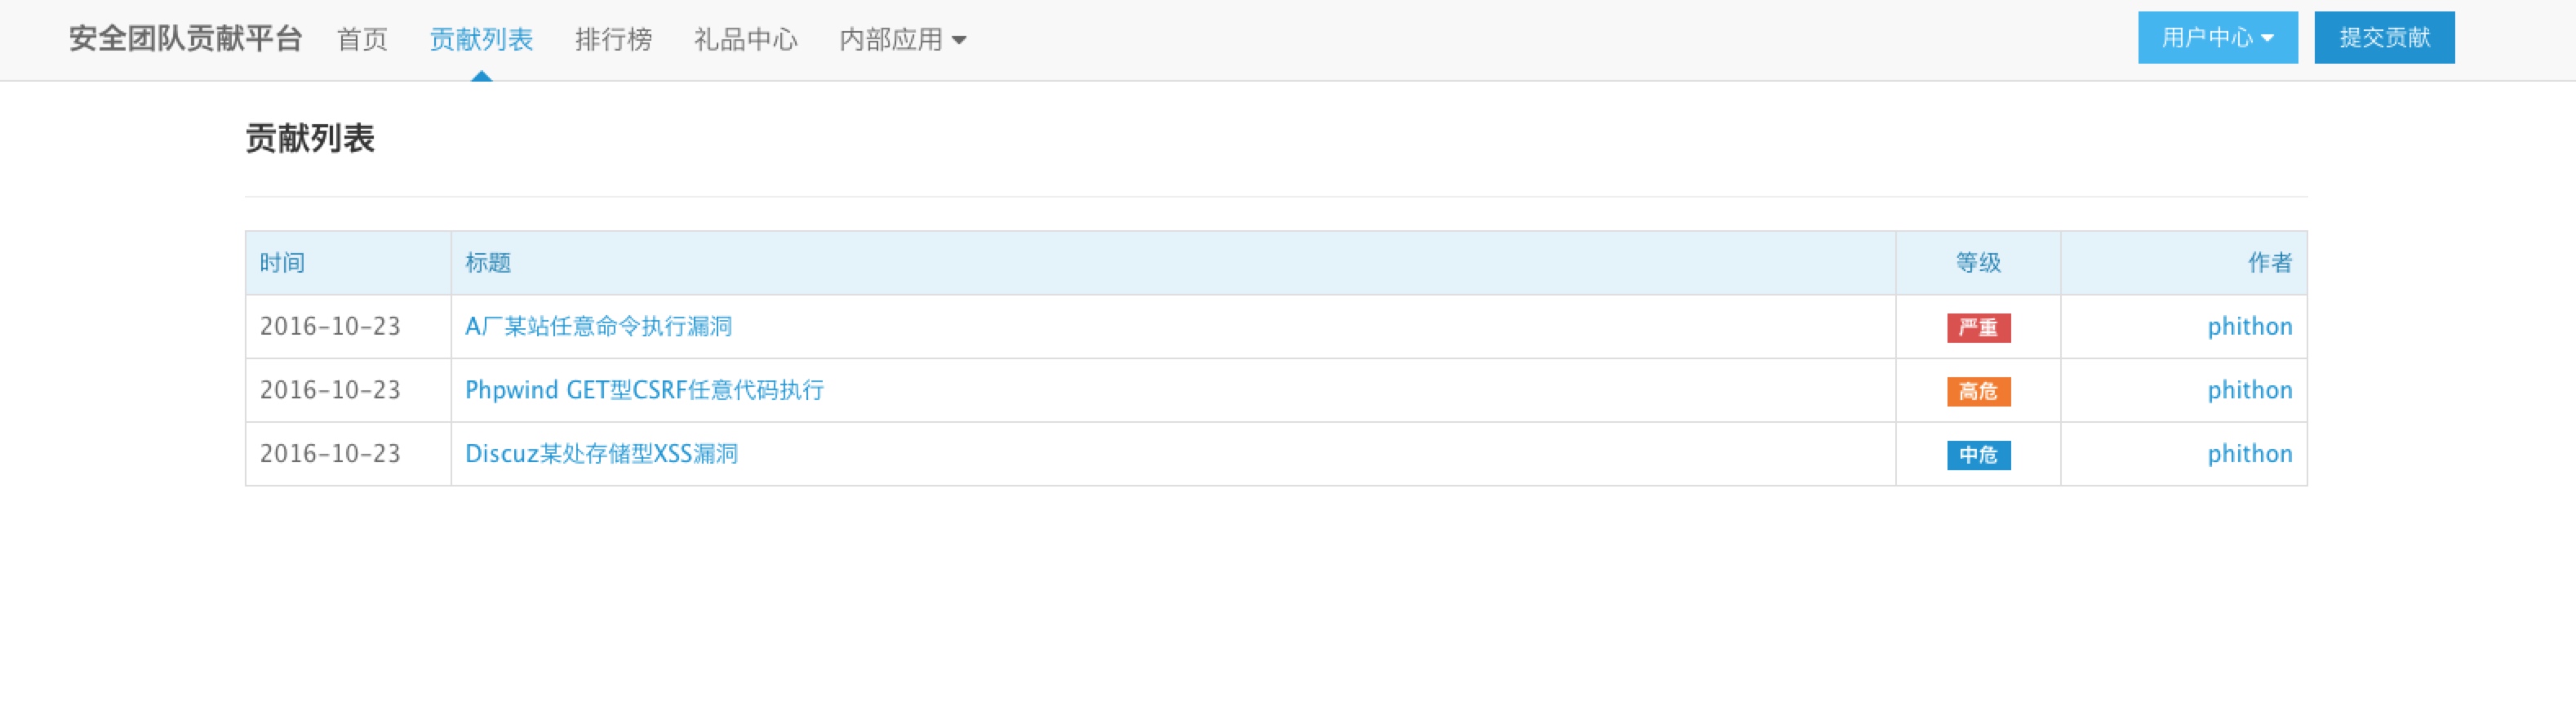 安全团队贡献平台 首页 贡献列表 排行榜 礼品中心 内部应用 用户中心 提交贡献
贡献列表
时间 标题 等级 作者
2016-10-23 A厂某站任意命令执行漏洞 严重 phithon
2016-10-23 Phpwind GET型CSRF任意代码执行 高危 phithon
2016-10-23 Discuz某处存储型XSS漏洞 中危 phithon